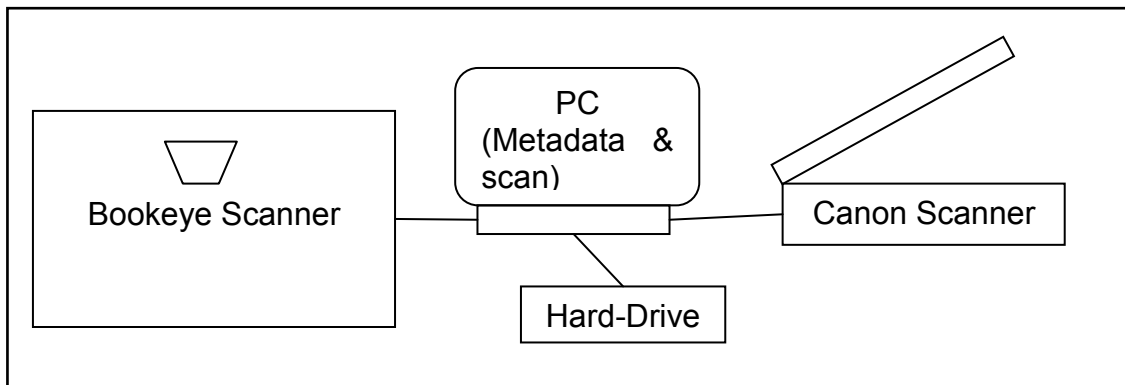 PC
(Metadata &
scan)
Bookeye Scanner
Canon Scanner
Hard-Drive